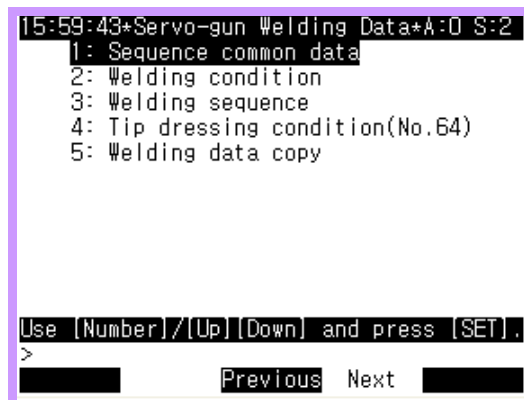 15:59:43*Servo-gun Welding Data*A:0 S:2
1: Sequence common data
2: Welding condition
3: Welding sequence
4: Tip dressing condition(No.64)
5: Welding data copy
Use [Number]/[Up][Down] and press [SET].
>
Previous Next